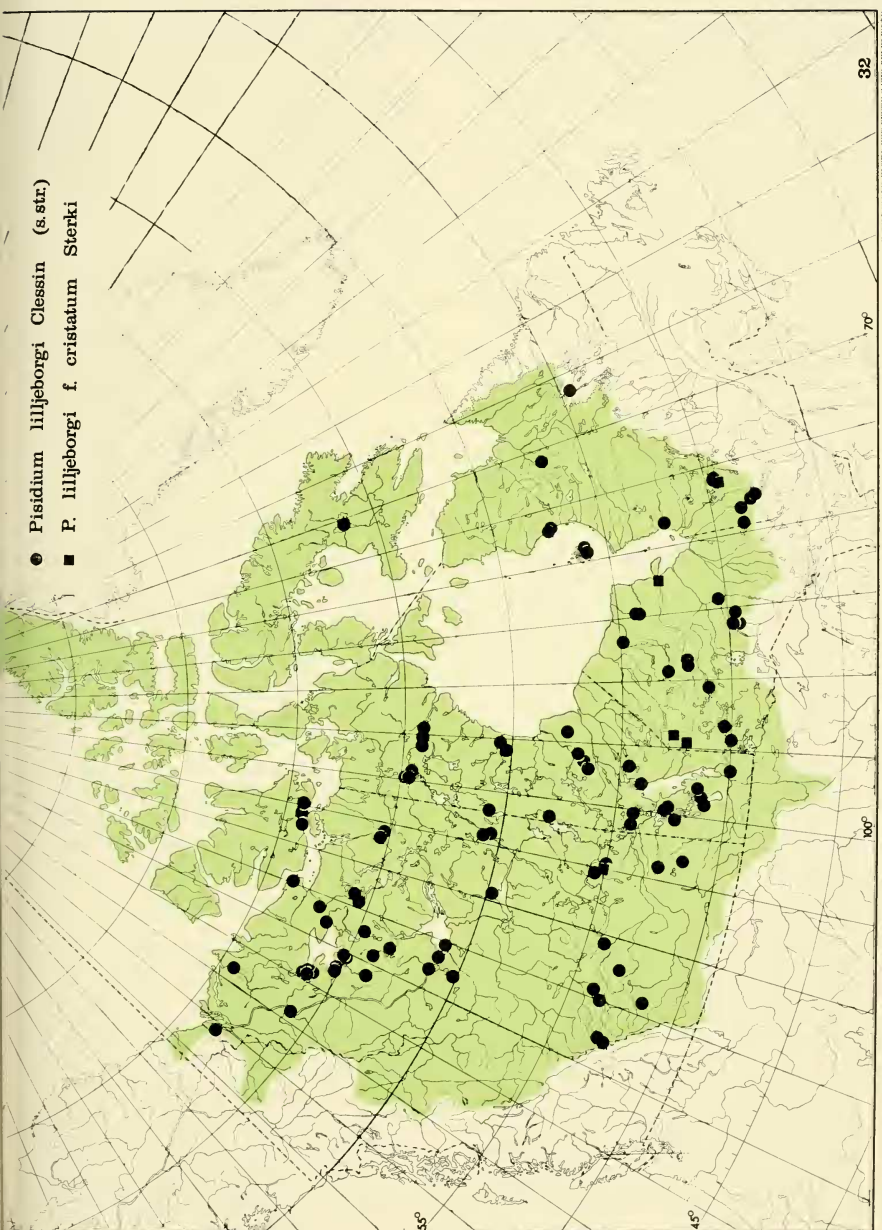 ● Pisidium lilljeborgi Clessin (s. str.)
■ P. lilljeborgi f. cristatum Sterki
32
70°
100°
55°
45°